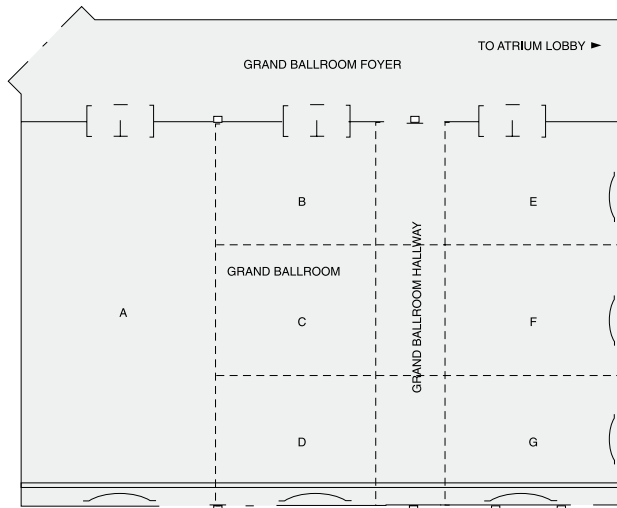 TO ATRIUM LOBBY ►
GRAND BALLROOM FOYER
B
E
GRAND BALLROOM
GRAND BALLROOM HALLWAY
A
C
F
D
G